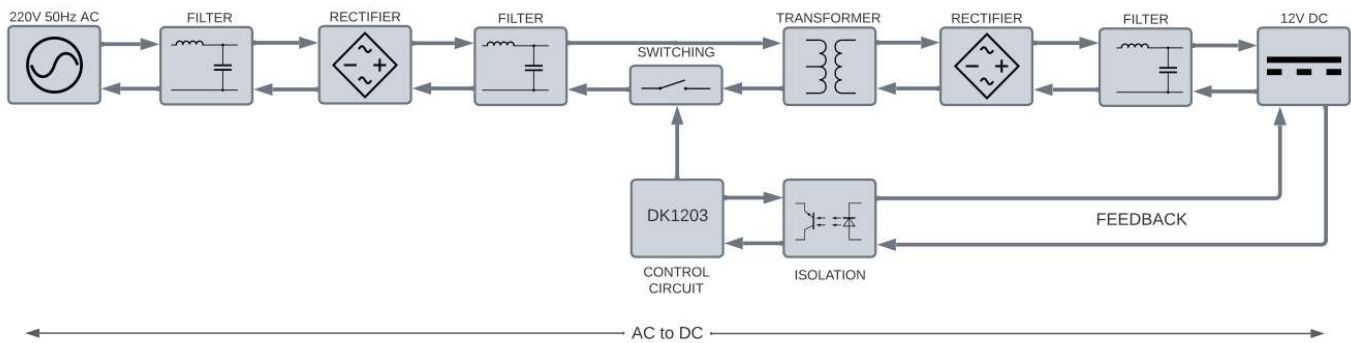 220V 50Hz AC
FILTER
RECTIFIER
FILTER
SWITCHING
TRANSFORMER
RECTIFIER
FILTER
12V DC
DK1203
CONTROL
CIRCUIT
ISOLATION
FEEDBACK
AC to DC